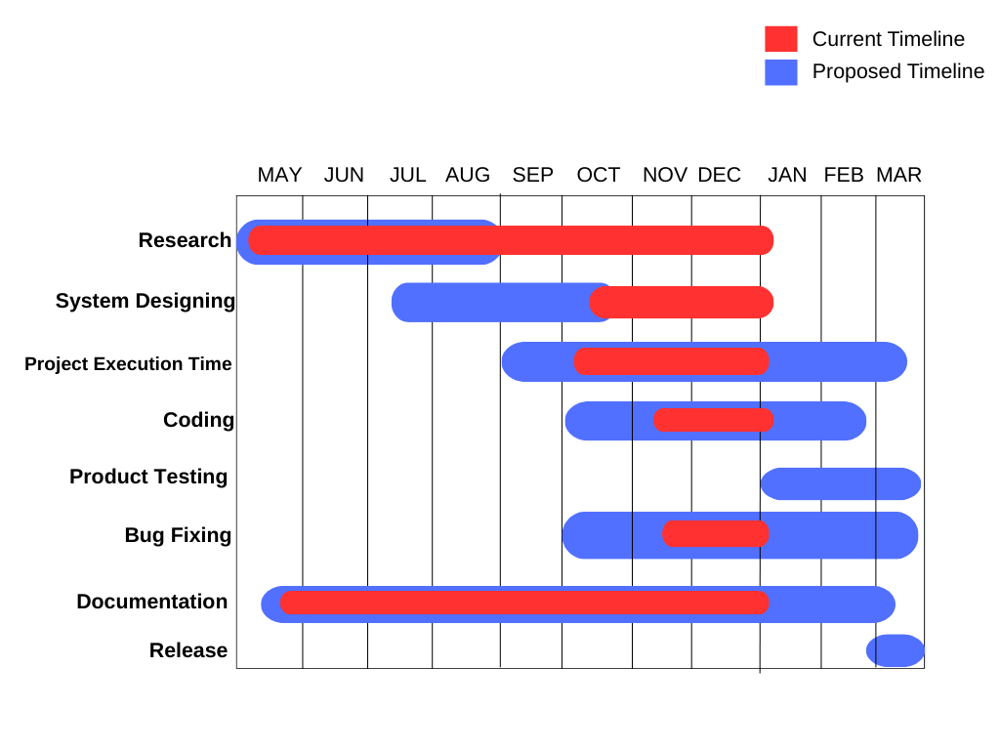 Current Timeline
Proposed Timeline
MAY JUN JUL AUG SEP OCT NOV DEC JAN FEB MAR
Research
System Designing
Project Execution Time
Coding
Product Testing
Bug Fixing
Documentation
Release